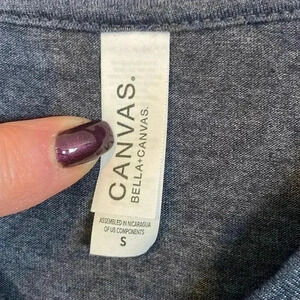 CANVAS.
BELLA+CANVAS.
ASSEMBLED IN NICARAGUA
OF US COMPONENTS
S